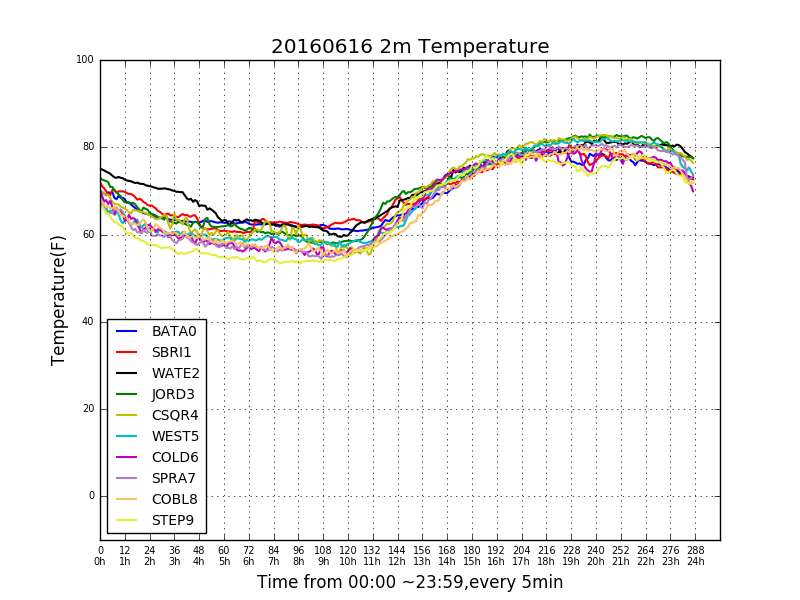 20160616 2m Temperature
100
80
60
40
20
0
Temperature(F)
BATA0
SBRI1
WATE2
JORD3
CSQR4
WEST5
COLD6
SPRA7
COBL8
STEP9
0 12 24 36 48 60 72 84 96 108 120 132 144 156 168 180 192 204 216 228 240 252 264 276 288
0h 1h 2h 3h 4h 5h 6h 7h 8h 9h 10h 11h 12h 13h 14h 15h 16h 17h 18h 19h 20h 21h 22h 23h 24h
Time from 00:00 ~23:59,every 5min